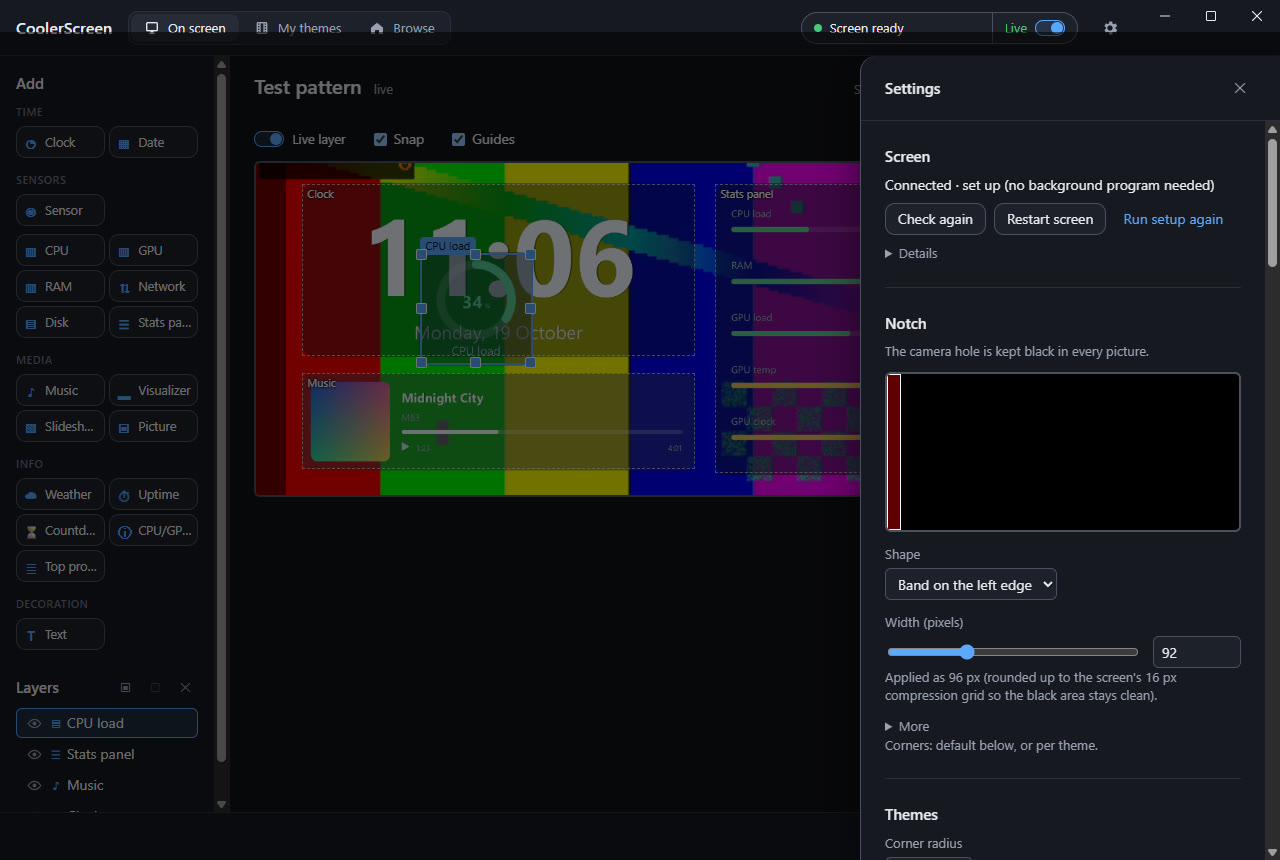 CoolerScreen
On screen
My themes
Browse
Screen ready
Live
Add
TIME
Clock
Date
SENSORS
Sensor
CPU
GPU
RAM
Network
Disk
Stats pa...
MEDIA
Music
Visualizer
Slidesh...
Picture
INFO
Weather
Uptime
Countd...
CPU/GP...
Top pro...
DECORATION
Text
Layers
CPU load
Stats panel
Music
Test pattern live
Live layer
Snap
Guides
Clock
11:06
CPU load
34
Monday, 19 October
CPU load
Music
Midnight City
M83
1:23
4:01
Stats panel
CPU load
RAM
GPU load
GPU temp
GPU clock
Settings
Screen
Connected · set up (no background program needed)
Check again
Restart screen
Run setup again
Details
Notch
The camera hole is kept black in every picture.
Shape
Band on the left edge
Width (pixels)
92
Applied as 96 px (rounded up to the screen's 16 px
compression grid so the black area stays clean).
More
Corners: default below, or per theme.
Themes
Corner radius